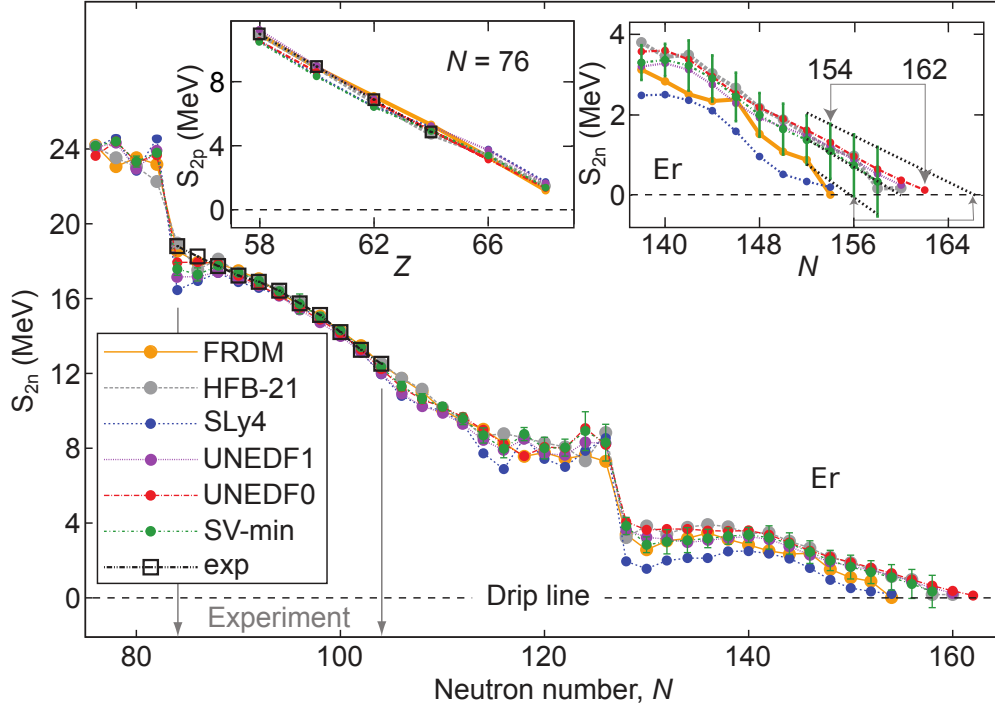 S2n (MeV)
24
20
16
12
8
4
0
80
100
120
140
160
Neutron number, N
S2p (MeV)
8
4
0
58
62
66
Z
N = 76
S2n (MeV)
4
2
0
140
148
156
164
N
154
162
Er
FRDM
HFB-21
SLy4
UNEDF1
UNEDF0
SV-min
exp
Er
Experiment
Drip line